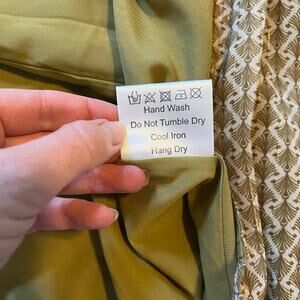 Hand Wash
Do Not Tumble Dry
Cool Iron
Hang Dry